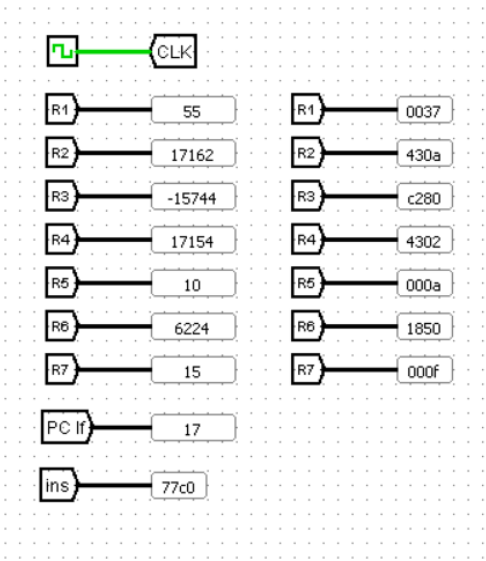 CLK
R1 55 R1 0037
R2 17162 R2 430a
R3 -15744 R3 c280
R4 17154 R4 4302
R5 10 R5 000a
R6 6224 R6 1850
R7 15 R7 000f
PC If 17
ins 77c0